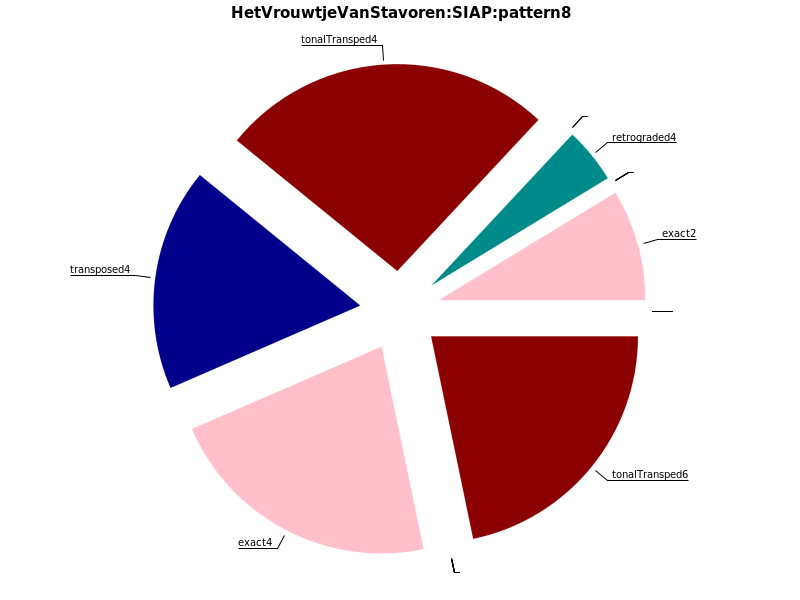 HetVrouwtjeVanStavoren:SIAP:pattern8
tonalTransped4
retrograded4
exact2
transposed4
tonalTransped6
exact4